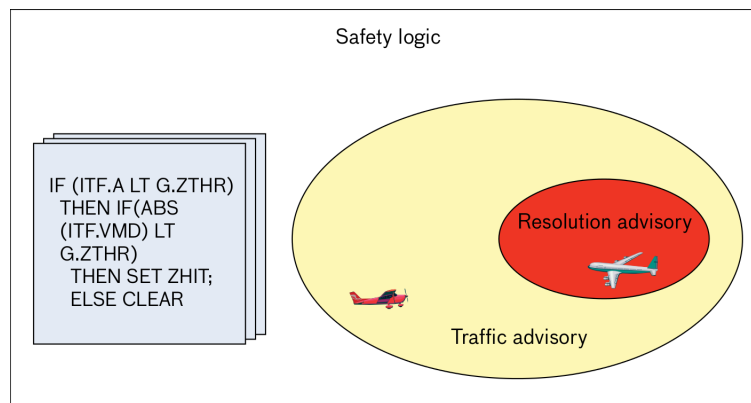 Safety logic
IF (ITF.A LT G.ZTHR)
THEN IF(ABS
(ITF.VMD) LT
G.ZTHR)
THEN SET ZHIT;
ELSE CLEAR
Resolution advisory
Traffic advisory